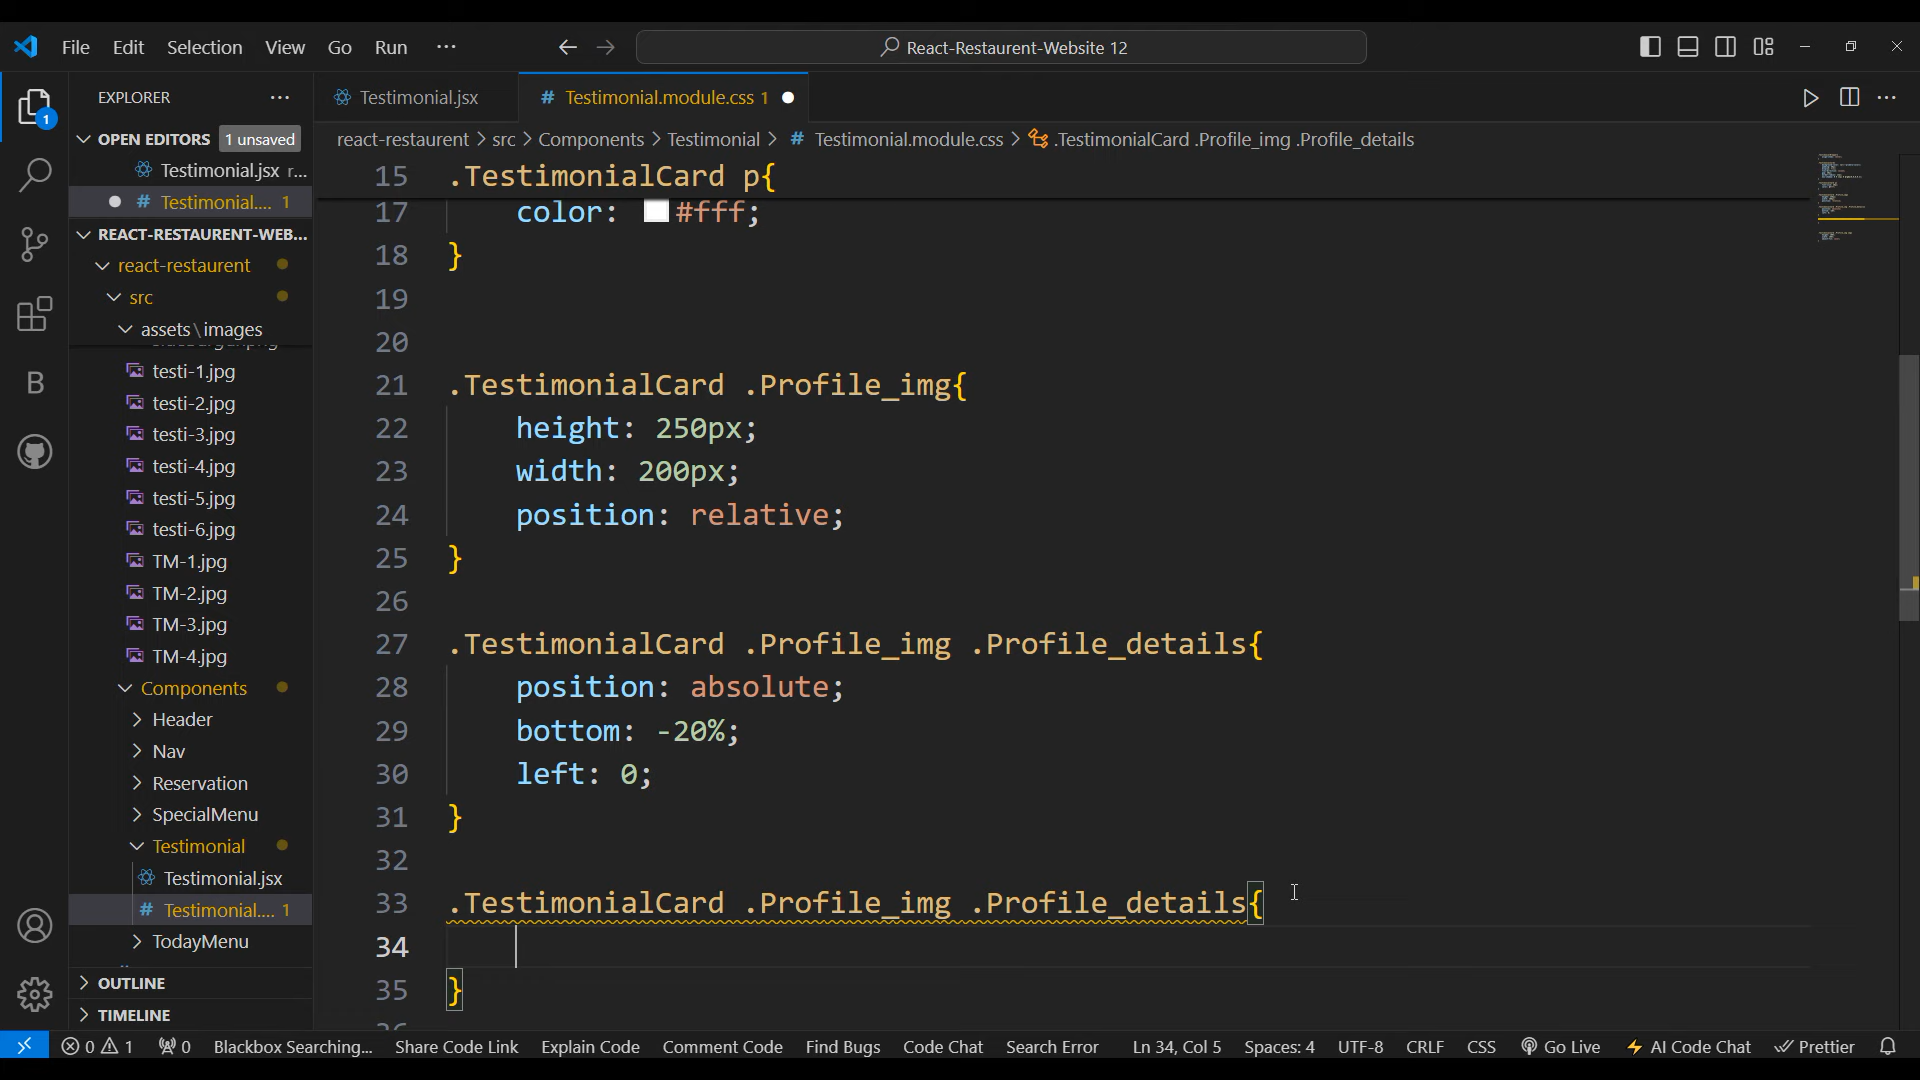 File Edit Selection View Go Run ··· React-Restaurent-Website 12
EXPLORER ···
Testimonial.jsx
# Testimonial.module.css 1
OPEN EDITORS 1 unsaved
Testimonial.jsx r...
# Testimonial.... 1
REACT-RESTAURENT-WEB...
react-restaurent
src
assets\images
testi-1.jpg
testi-2.jpg
testi-3.jpg
testi-4.jpg
testi-5.jpg
testi-6.jpg
TM-1.jpg
TM-2.jpg
TM-3.jpg
TM-4.jpg
Components
Header
Nav
Reservation
SpecialMenu
Testimonial
Testimonial.jsx
# Testimonial.... 1
TodayMenu
OUTLINE
TIMELINE
1
B
react-restaurent > src > Components > Testimonial > # Testimonial.module.css > .TestimonialCard .Profile_img .Profile_details
15 .TestimonialCard p{
17 color: #fff;
18 }
19
20
21 .TestimonialCard .Profile_img{
22 height: 250px;
23 width: 200px;
24 position: relative;
25 }
26
27 .TestimonialCard .Profile_img .Profile_details{
28 position: absolute;
29 bottom: -20%;
30 left: 0;
31 }
32
33 .TestimonialCard .Profile_img .Profile_details{
34
35 }
0 1 0 Blackbox Searching... Share Code Link Explain Code Comment Code Find Bugs Code Chat Search Error Ln 34, Col 5 Spaces: 4 UTF-8 CRLF CSS Go Live AI Code Chat Prettier